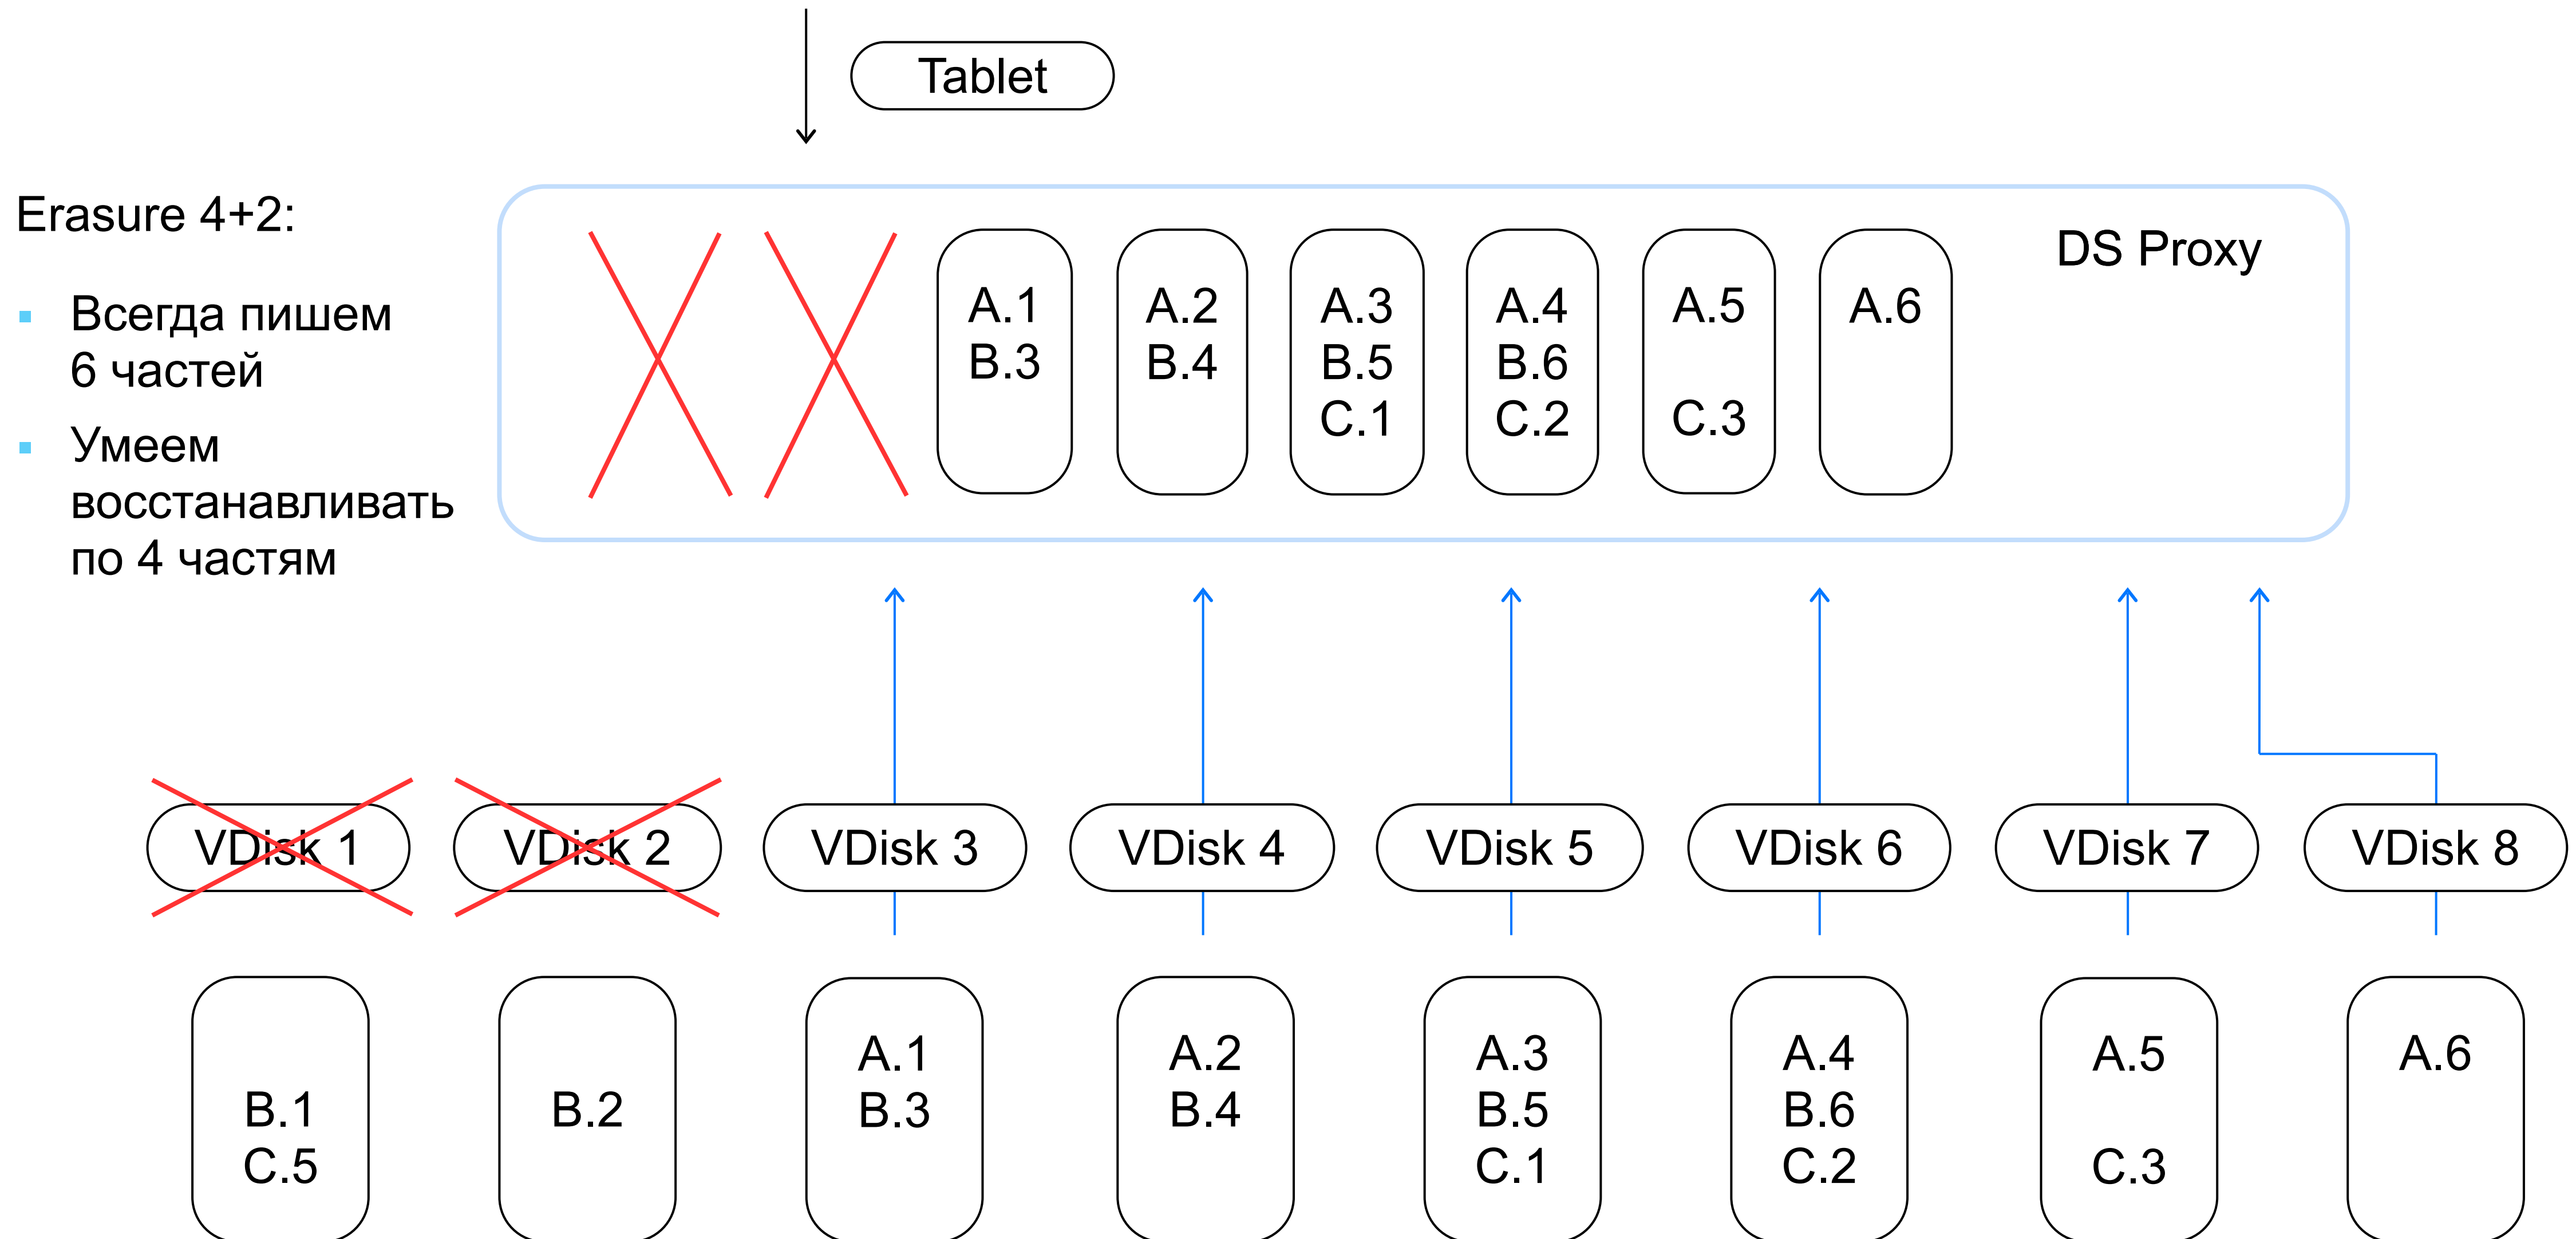 Tablet
Erasure 4+2:
Всегда пишем
6 частей
Умеем
восстанавливать
по 4 частям
A.1
B.3
A.2
B.4
A.3
B.5
C.1
A.4
B.6
C.2
A.5
C.3
A.6
DS Proxy
VDisk 1
VDisk 2
VDisk 3
VDisk 4
VDisk 5
VDisk 6
VDisk 7
VDisk 8
B.1
C.5
B.2
A.1
B.3
A.2
B.4
A.3
B.5
C.1
A.4
B.6
C.2
A.5
C.3
A.6